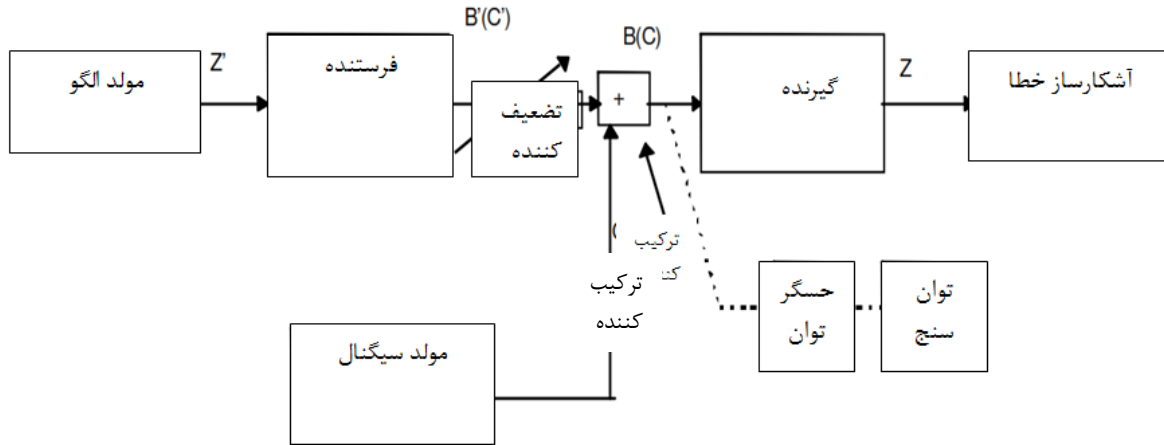 B'(C')
B(C)
مولد الگو
Z'
فرستنده
تضعیف
کننده
+
گیرنده
Z
آشکارساز خطا
ترکیب
ترکیب
کننده
مولد سیگنال
حسگر
توان
توان
سنج